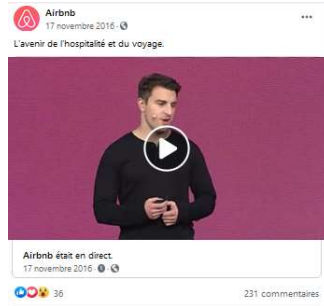 Airbnb
17 novembre 2016 ·
L'avenir de l'hospitalité et du voyage.
Airbnb était en direct.
17 novembre 2016 ·
36
231 commentaires